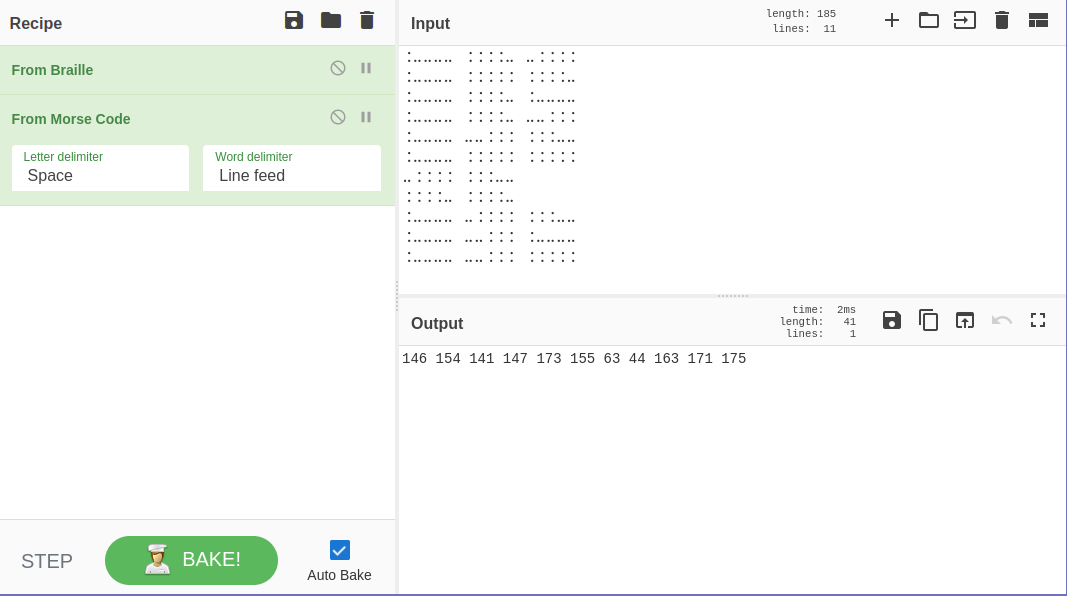 Recipe
From Braille
From Morse Code
Letter delimiter
Space
Word delimiter
Line feed
STEP
BAKE!
Auto Bake
Input
length: 185
lines: 11
⠨⠤⠤⠤⠤ ⠨⠨⠨⠨⠤ ⠤⠨⠨⠨⠨
⠨⠤⠤⠤⠤ ⠨⠨⠨⠨⠨ ⠨⠨⠨⠨⠤
⠨⠤⠤⠤⠤ ⠨⠨⠨⠨⠤ ⠨⠤⠤⠤⠤
⠨⠤⠤⠤⠤ ⠨⠨⠨⠨⠤ ⠤⠤⠨⠨⠨
⠨⠤⠤⠤⠤ ⠤⠤⠨⠨⠨ ⠨⠨⠨⠤⠤
⠨⠤⠤⠤⠤ ⠨⠨⠨⠨⠨ ⠨⠨⠨⠨⠨
⠤⠨⠨⠨⠨ ⠨⠨⠨⠤⠤
⠨⠨⠨⠨⠤ ⠨⠨⠨⠨⠤
⠨⠤⠤⠤⠤ ⠤⠨⠨⠨⠨ ⠨⠨⠨⠤⠤
⠨⠤⠤⠤⠤ ⠤⠤⠨⠨⠨ ⠨⠤⠤⠤⠤
⠨⠤⠤⠤⠤ ⠤⠤⠨⠨⠨ ⠨⠨⠨⠨⠨
Output
time: 2ms
length: 41
lines: 1
146 154 141 147 173 155 63 44 163 171 175